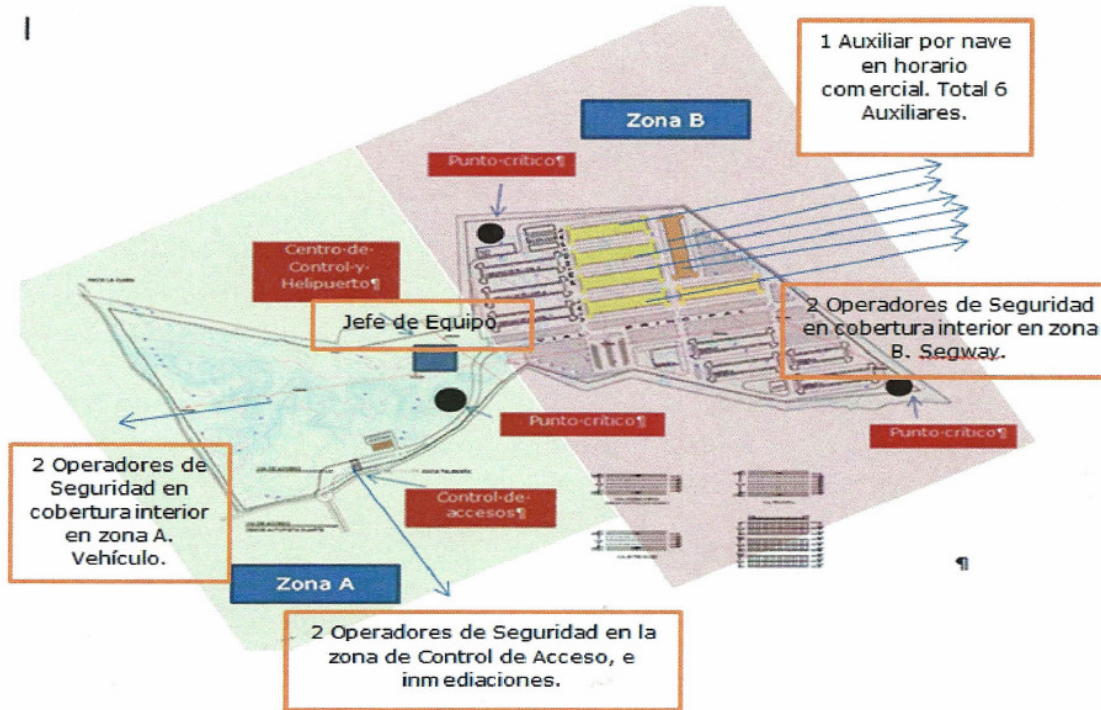 1 Auxiliar por nave
en horario
comercial. Total 6
Auxiliares.
Zona B
Punto·crítico¶
Centro·de·
Control·y·
Helipuerto¶
Jefe de Equipo
2 Operadores de Seguridad
en cobertura interior en zona
B. Segway.
Punto·crítico¶
Punto·crítico¶
2 Operadores de
Seguridad en
cobertura interior
en zona A.
Vehículo.
Control·de·
accesos¶
¶
Zona A
2 Operadores de Seguridad en la
zona de Control de Acceso, e
inmediaciones.